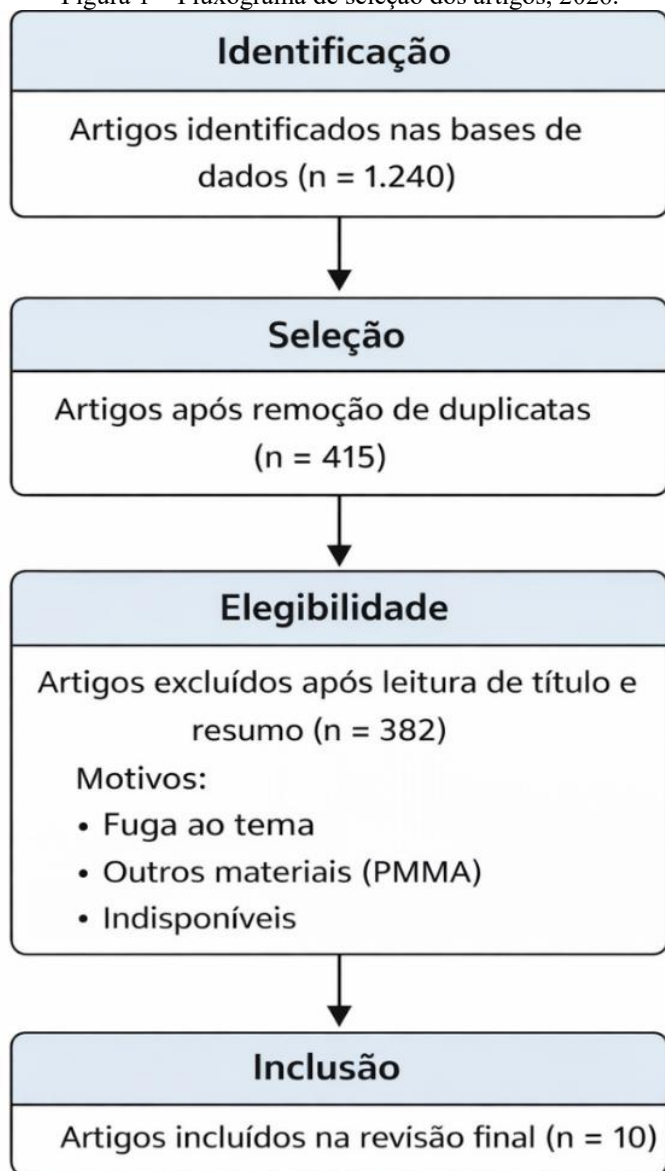 Figura 1 – Fluxograma de seleção dos artigos, 2026.
Identificação
Artigos identificados nas bases de
dados (n = 1.240)
Seleção
Artigos após remoção de duplicatas
(n = 415)
Elegibilidade
Artigos excluídos após leitura de título e
resumo (n = 382)
Motivos:
• Fuga ao tema
• Outros materiais (PMMA)
• Indisponíveis
Inclusão
Artigos incluídos na revisão final (n = 10)